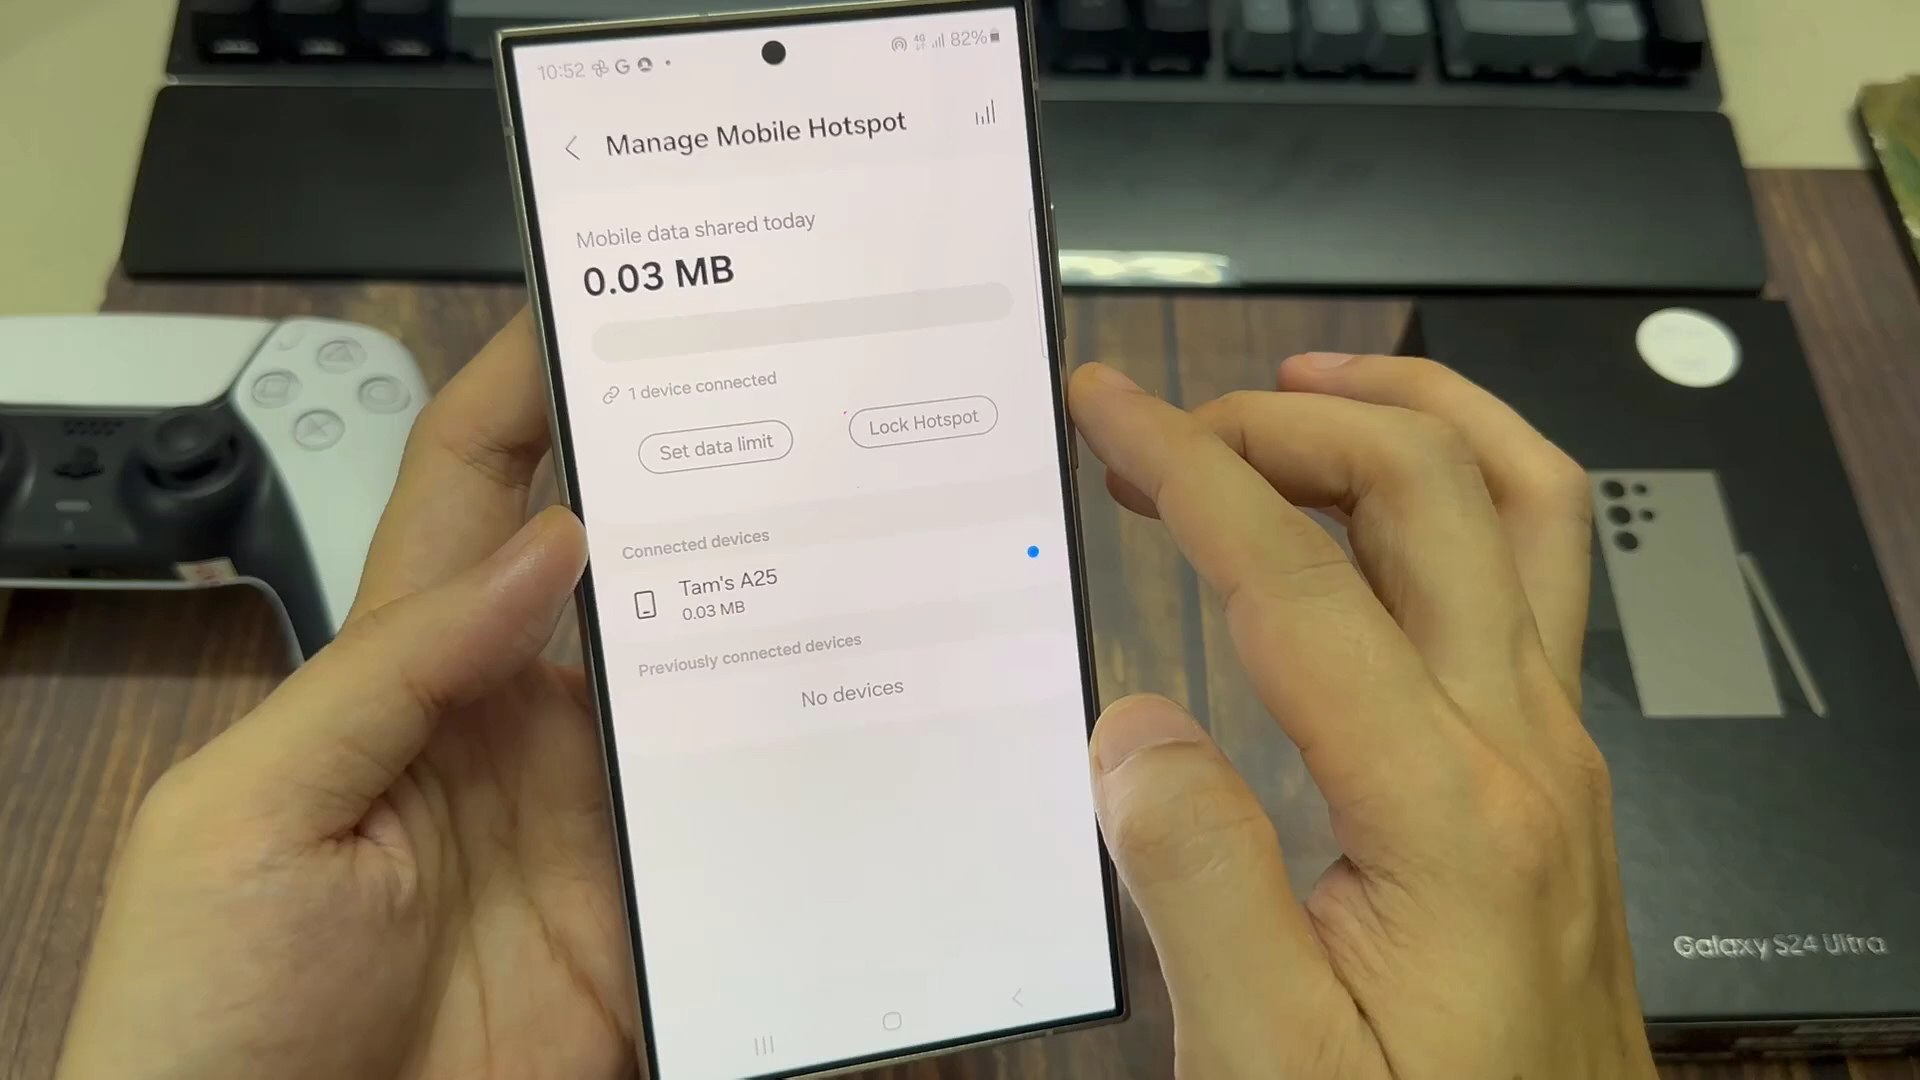 10:52 G
4G 82%
Manage Mobile Hotspot
Mobile data shared today
0.03 MB
1 device connected
Set data limit
Lock Hotspot
Connected devices
Tam's A25
0.03 MB
Previously connected devices
No devices
Galaxy S24 Ultra